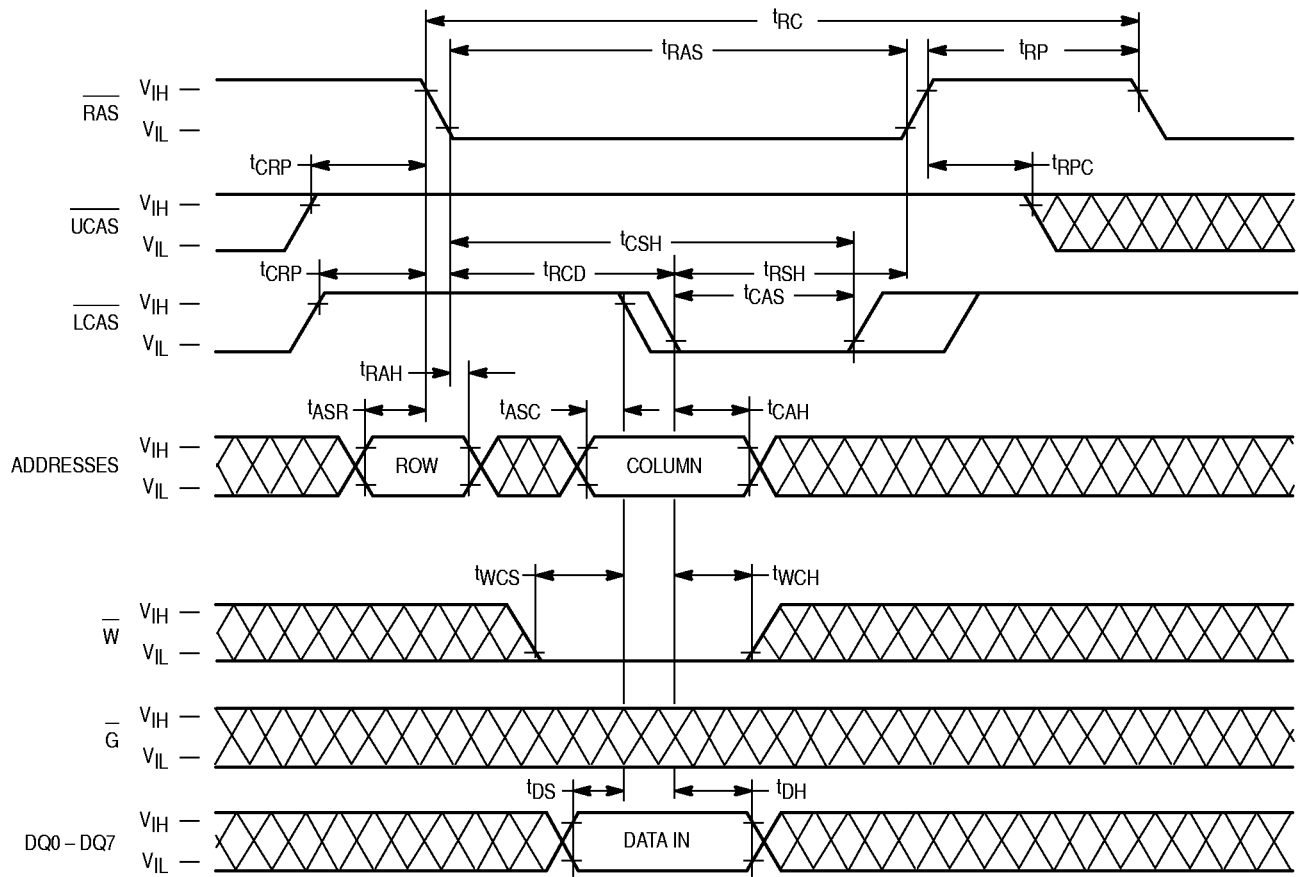 tRC
tRAS
tRP
RAS
VIH
VIL
tCRP
tRPC
UCAS
VIH
VIL
tCSH
tCRP
tRCD
tRSH
tCAS
LCAS
VIH
VIL
tRAH
tASR
tASC
tCAH
ADDRESSES
VIH
VIL
ROW
COLUMN
tWCS
tWCH
W
VIH
VIL
G
VIH
VIL
tDS
tDH
DQ0 – DQ7
VIH
VIL
DATA IN